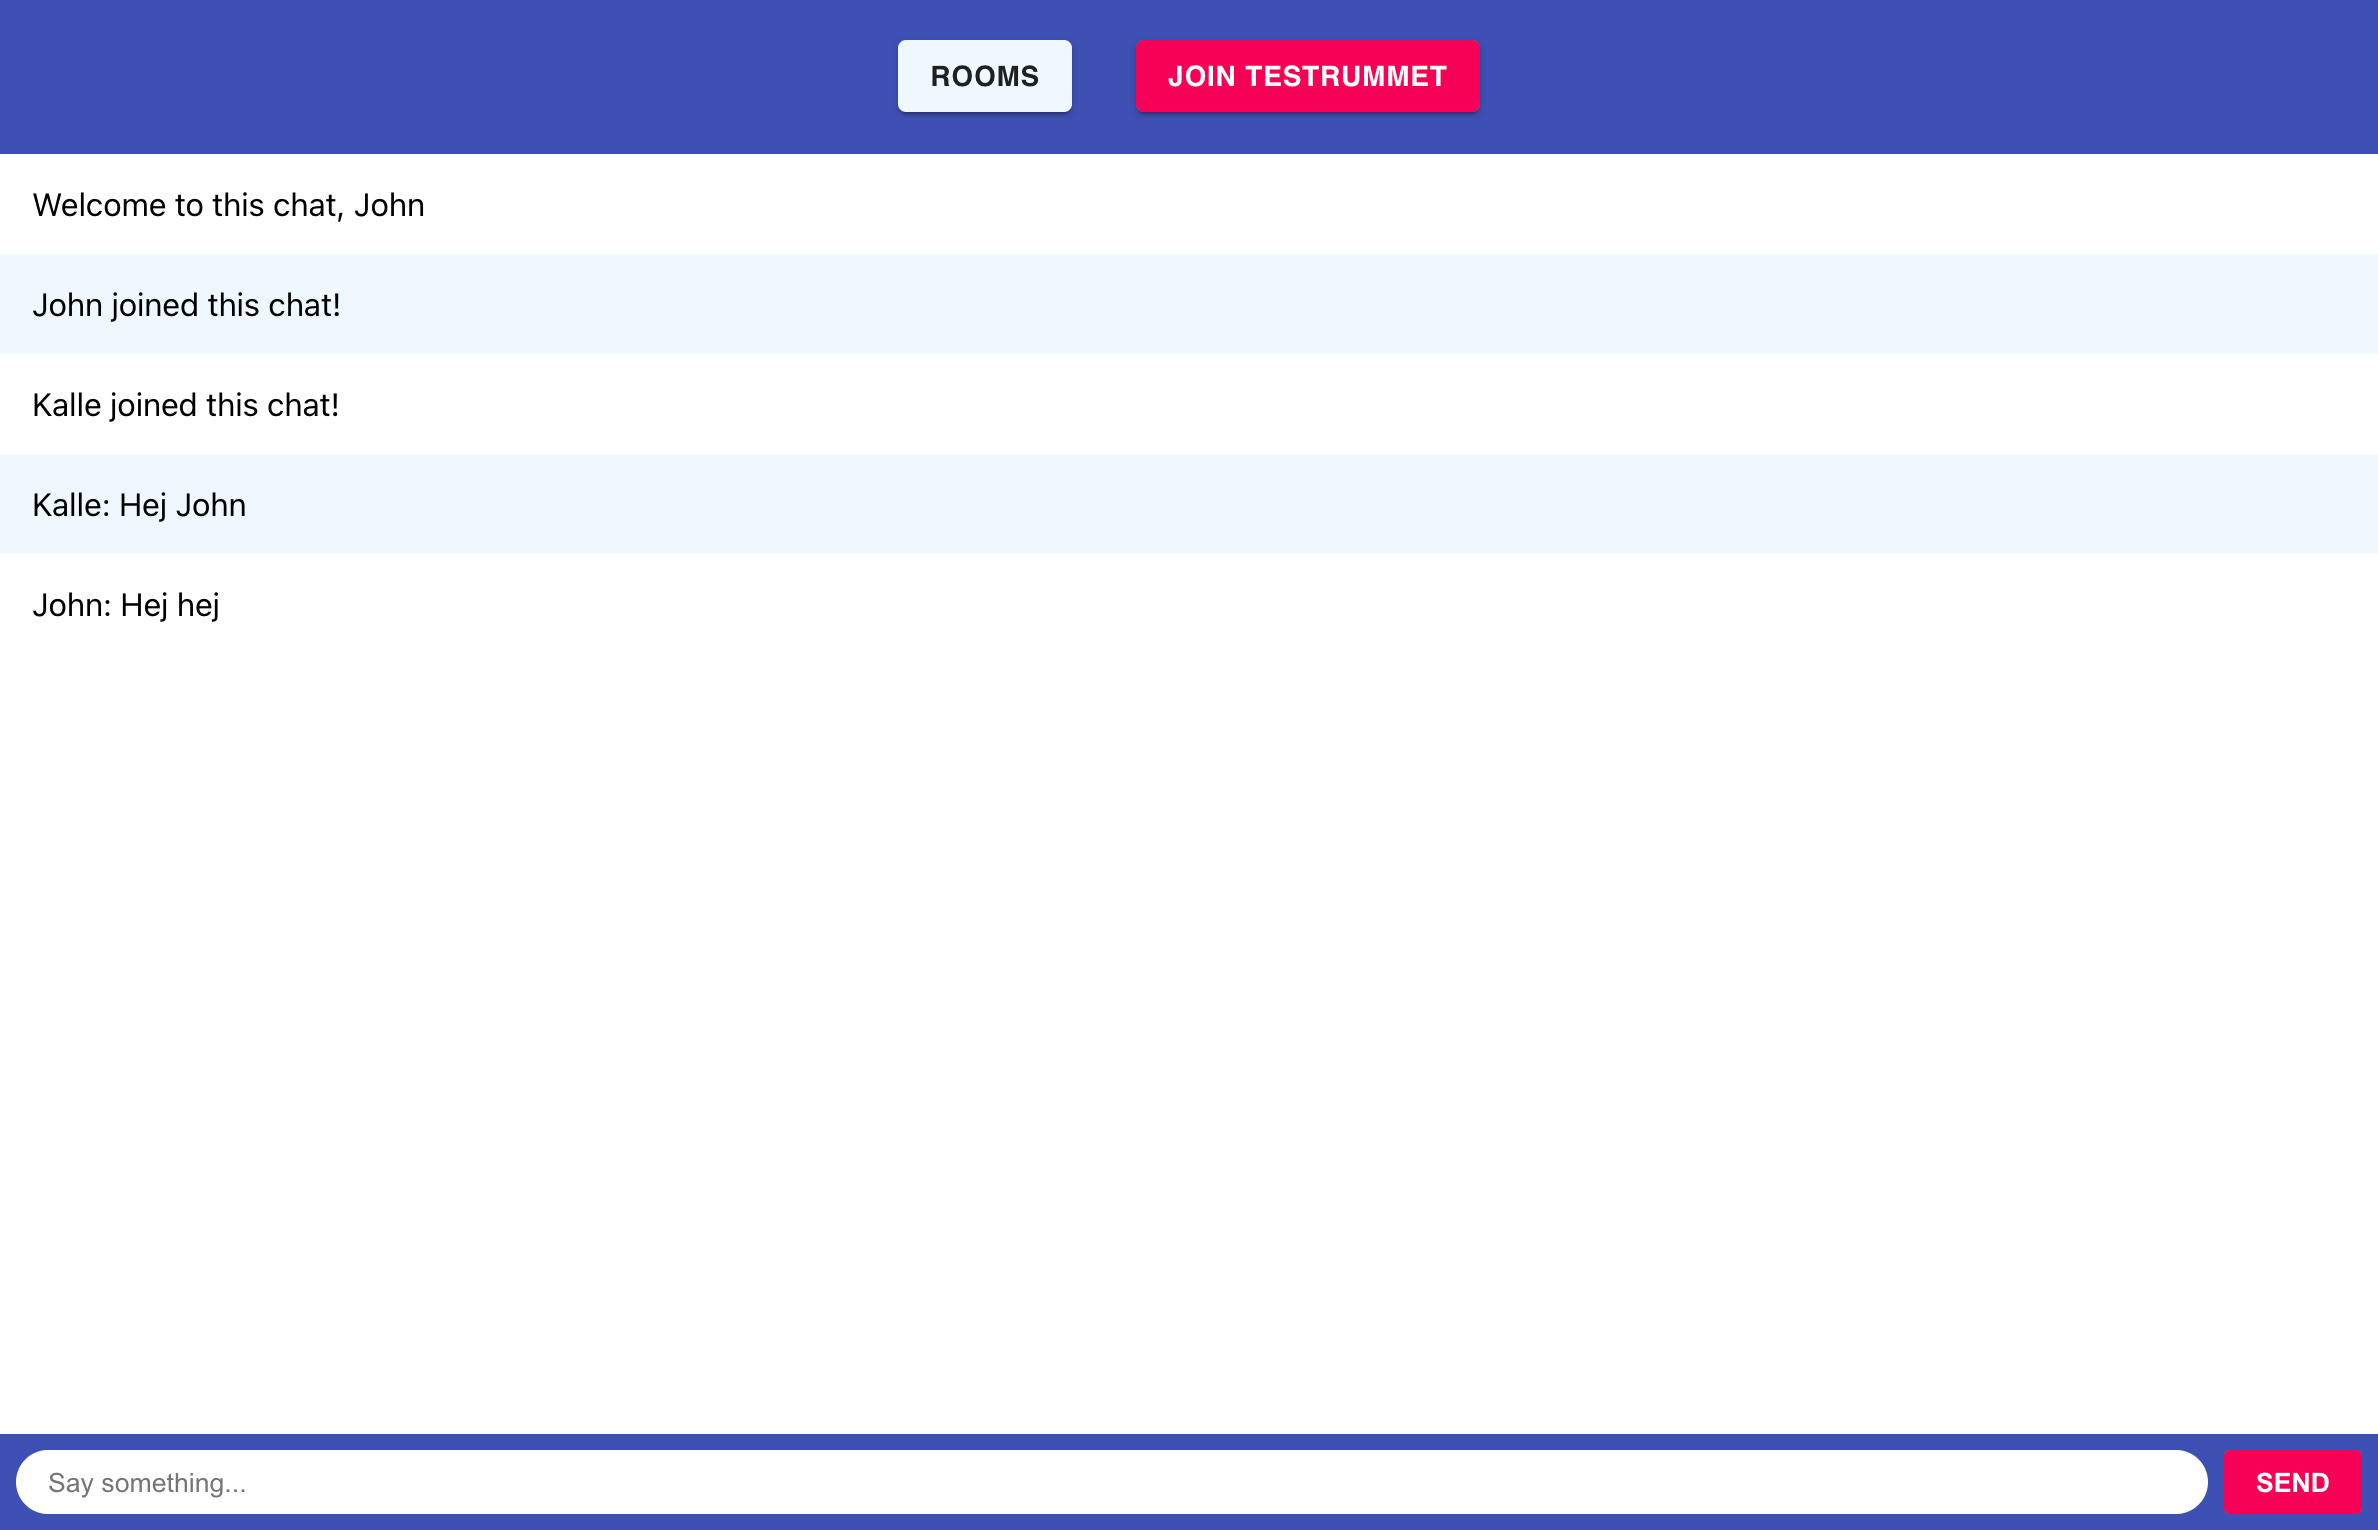 ROOMS
JOIN TESTRUMMET
Welcome to this chat, John
John joined this chat!
Kalle joined this chat!
Kalle: Hej John
John: Hej hej
Say something...
SEND